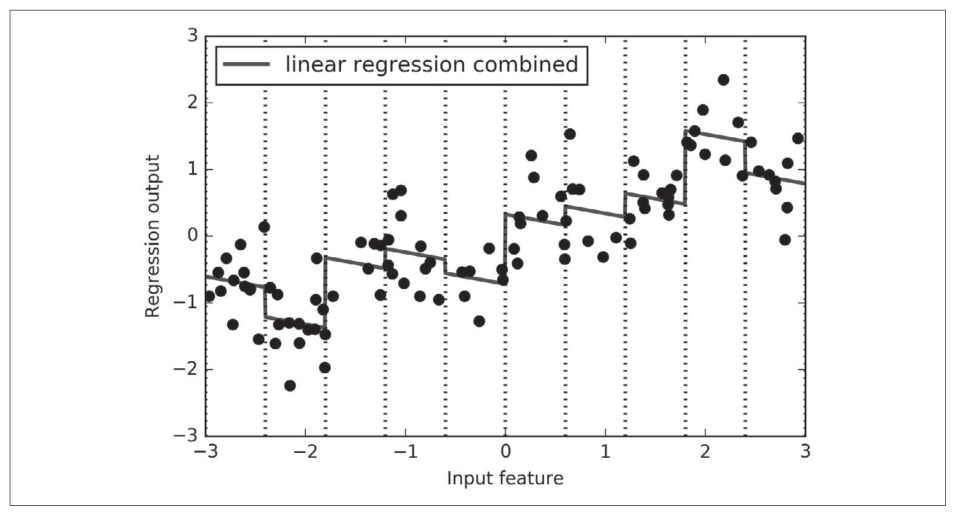 linear regression combined
3
2
1
0
−1
−2
−3
Regression output
−3 −2 −1 0 1 2 3
Input feature